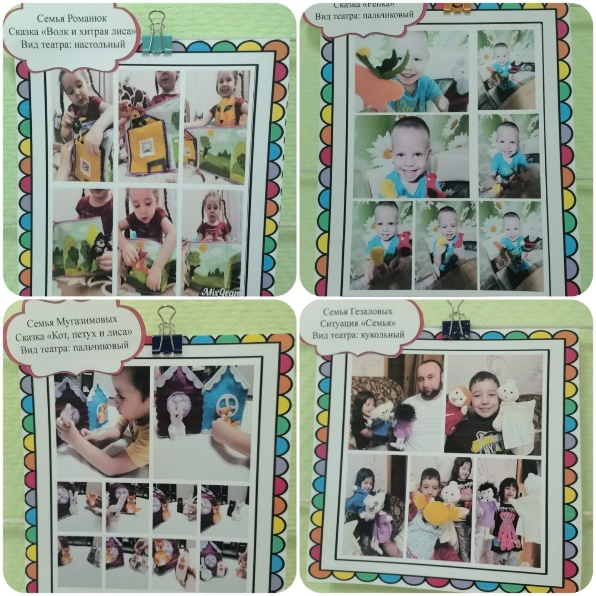 Семья Романюк
Сказка «Волк и хитрая лиса»
Вид театра: настольный
MixGram
Сказка «Репка»
Вид театра: пальчиковый
Семья Мугазимовых
Сказка «Кот, петух и лиса»
Вид театра: пальчиковый
Семья Гезаловых
Ситуация «Семья»
Вид театра: кукольный